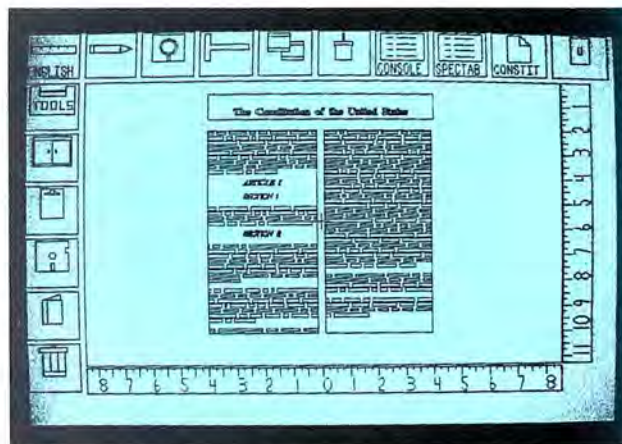 ENGLISH
CONSOLE
SPECTAB
CONSTIT
TOOLS
The Constitution of the United States
ARTICLE I
SECTION 1
SECTION 2
1
2
3
4
5
6
7
8
9
10
11
8 7 6 5 4 3 2 1 0 1 2 3 4 5 6 7 8